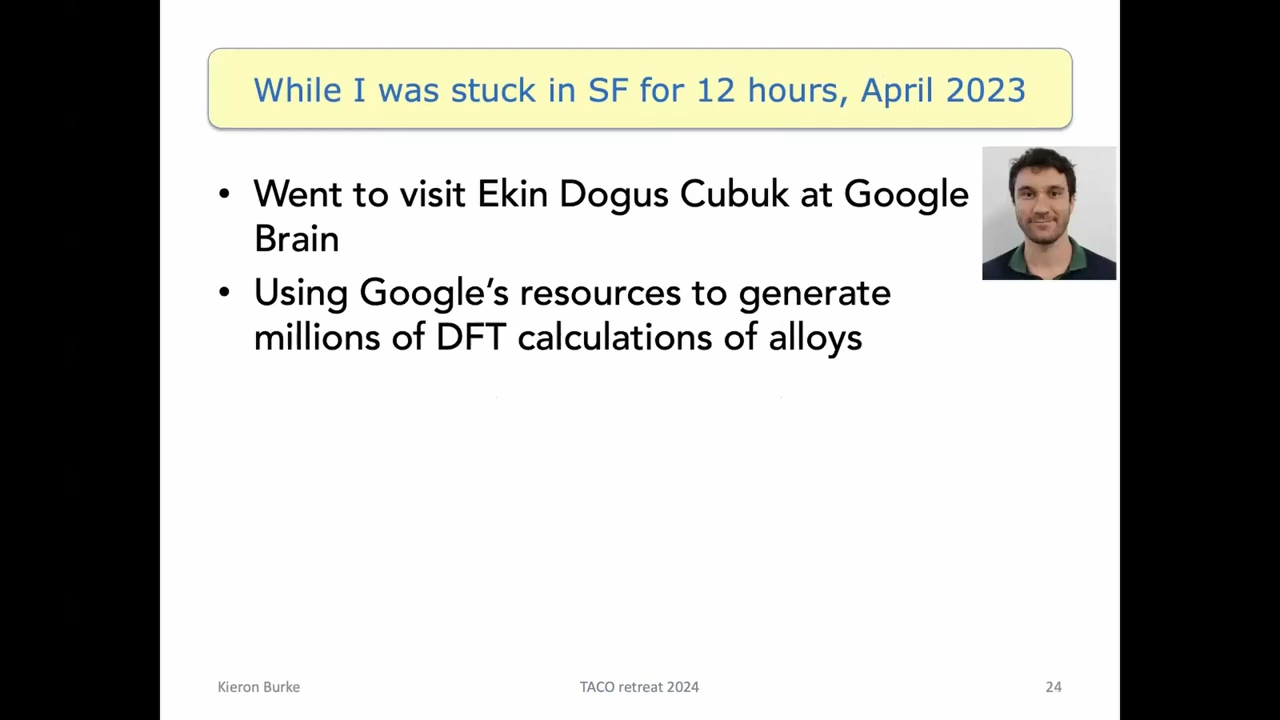 While I was stuck in SF for 12 hours, April 2023
• Went to visit Ekin Dogus Cubuk at Google
Brain
• Using Google’s resources to generate
millions of DFT calculations of alloys
Kieron Burke
TACO retreat 2024
24